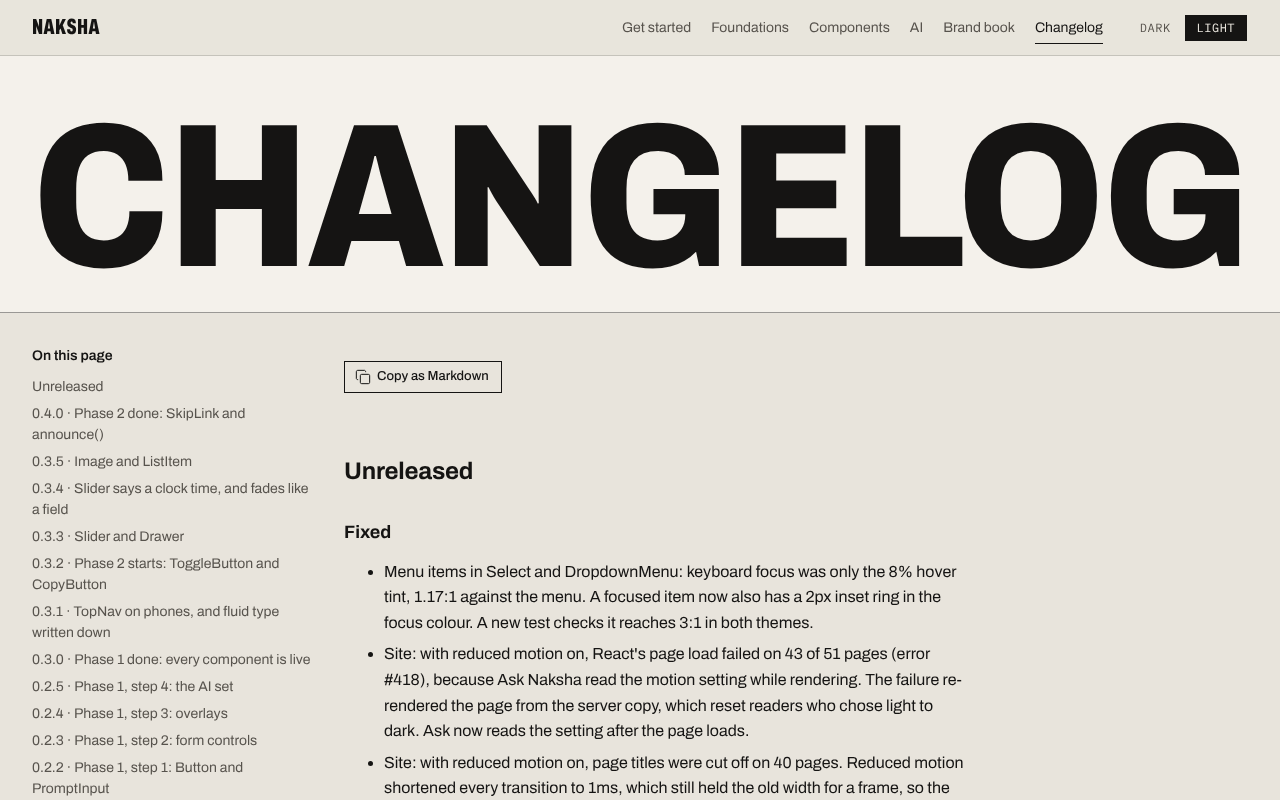 NAKSHA
Get started
Foundations
Components
AI
Brand book
Changelog
DARK
LIGHT
CHANGELOG
On this page
Unreleased
0.4.0 · Phase 2 done: SkipLink and
announce()
0.3.5 · Image and ListItem
0.3.4 · Slider says a clock time, and fades like
a field
0.3.3 · Slider and Drawer
0.3.2 · Phase 2 starts: ToggleButton and
CopyButton
0.3.1 · TopNav on phones, and fluid type
written down
0.3.0 · Phase 1 done: every component is live
0.2.5 · Phase 1, step 4: the AI set
0.2.4 · Phase 1, step 3: overlays
0.2.3 · Phase 1, step 2: form controls
0.2.2 · Phase 1, step 1: Button and
PromptInput
Copy as Markdown
Unreleased
Fixed
• Menu items in Select and DropdownMenu: keyboard focus was only the 8% hover
tint, 1.17:1 against the menu. A focused item now also has a 2px inset ring in the
focus colour. A new test checks it reaches 3:1 in both themes.
• Site: with reduced motion on, React's page load failed on 43 of 51 pages (error
#418), because Ask Naksha read the motion setting while rendering. The failure re-
rendered the page from the server copy, which reset readers who chose light to
dark. Ask now reads the setting after the page loads.
• Site: with reduced motion on, page titles were cut off on 40 pages. Reduced motion
shortened every transition to 1ms, which still held the old width for a frame, so the